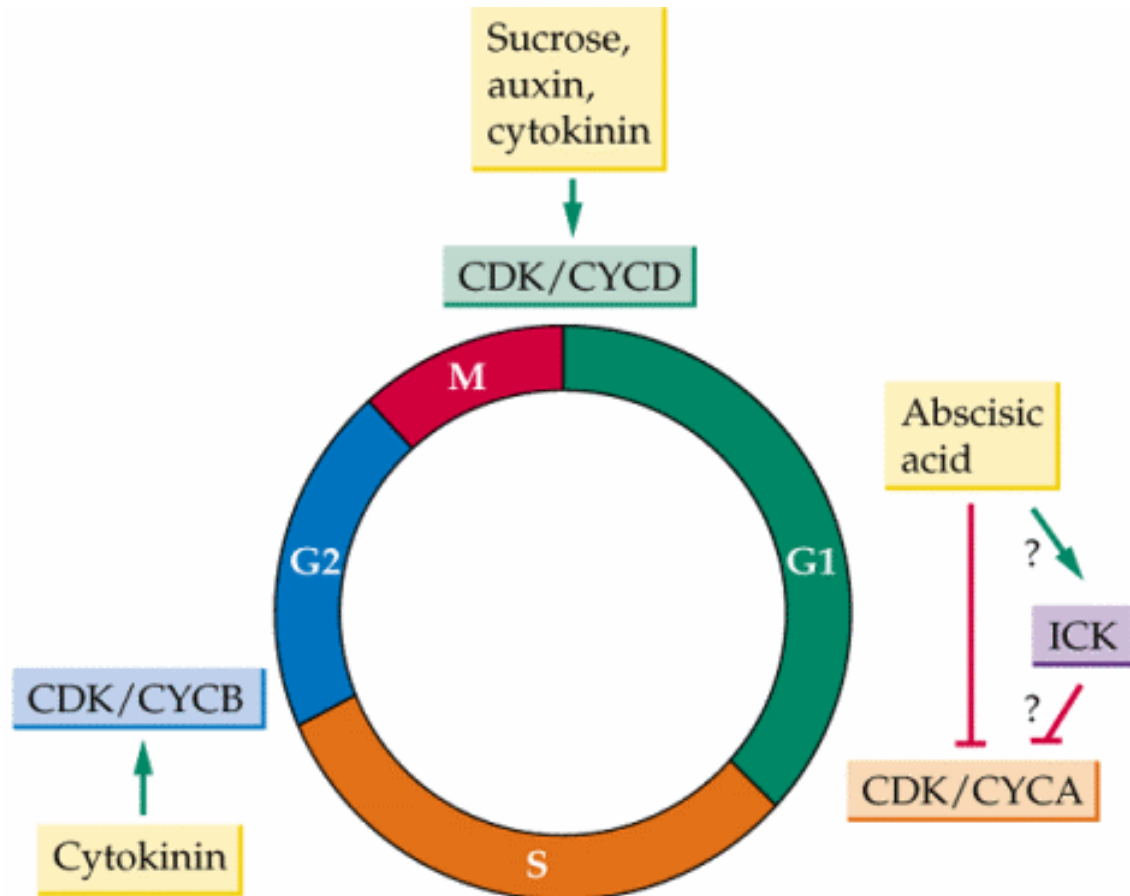 Sucrose,
auxin,
cytokinin
CDK/CYCD
M
Abscisic
acid
G2
G1
?
ICK
CDK/CYCB
?
CDK/CYCA
Cytokinin
S